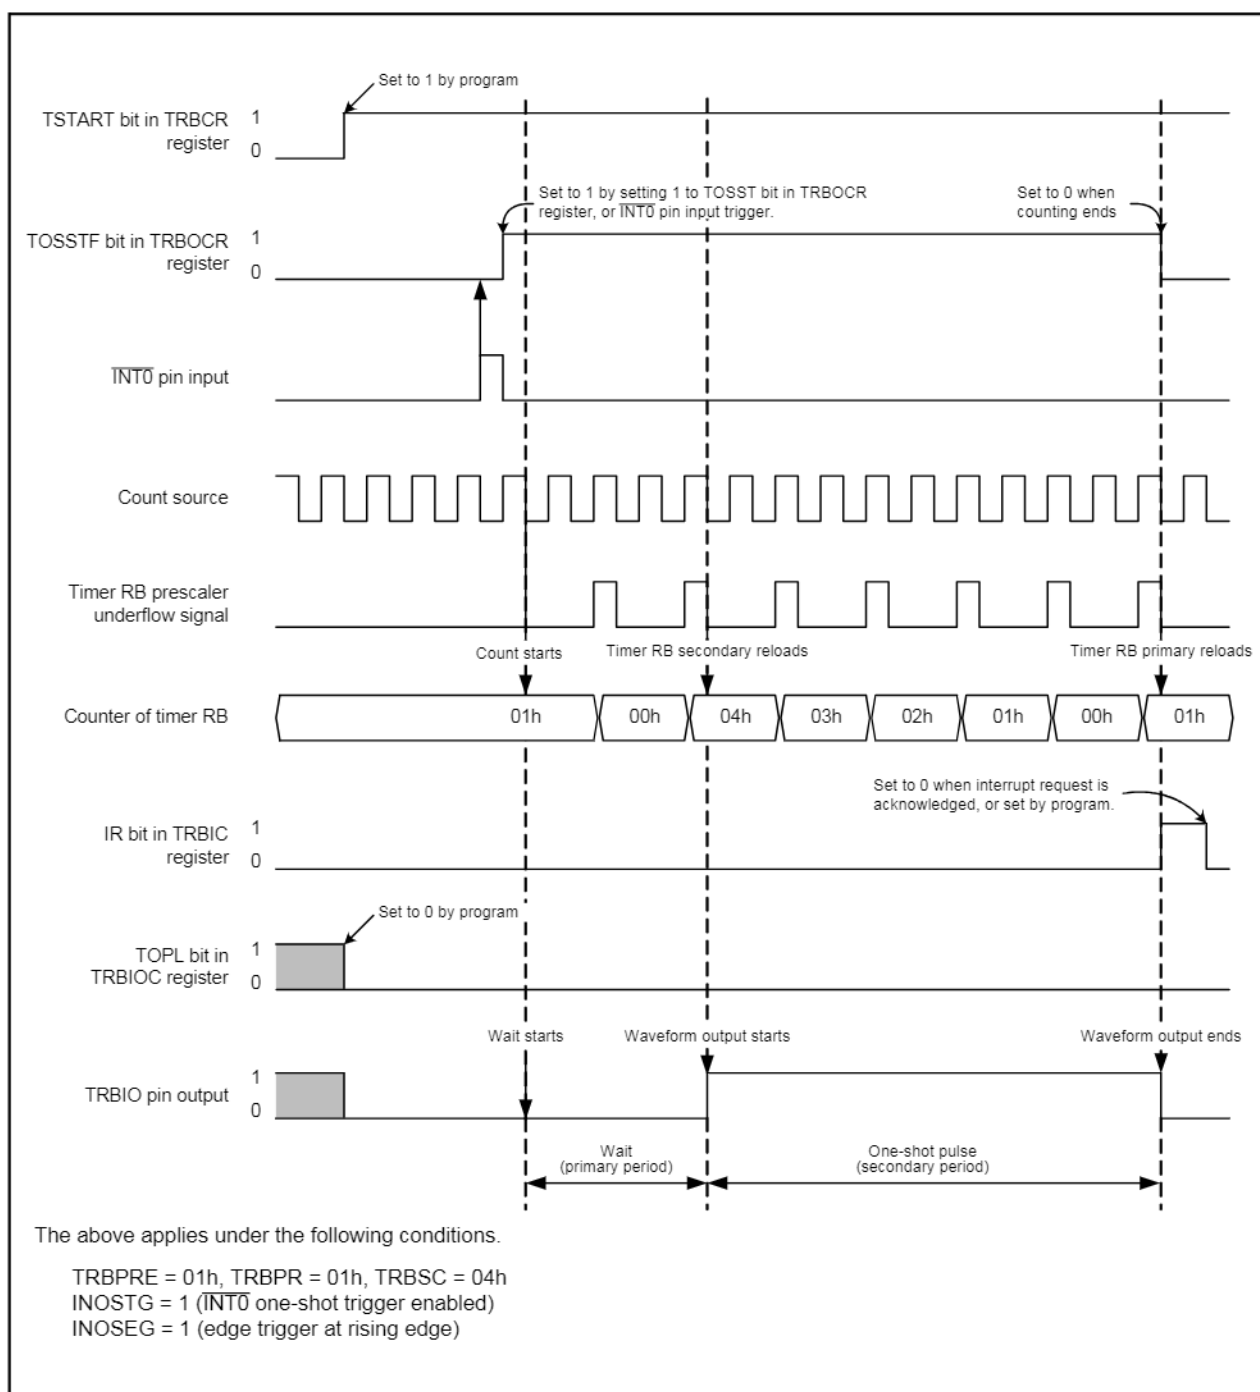 Set to 1 by program
TSTART bit in TRBCR
register
1
0
Set to 1 by setting 1 to TOSST bit in TRBOCR
register, or INT0 pin input trigger.
Set to 0 when
counting ends
TOSSTF bit in TRBOCR
register
1
0
INT0 pin input
Count source
Timer RB prescaler
underflow signal
Count starts
Timer RB secondary reloads
Timer RB primary reloads
Counter of timer RB
01h 00h 04h 03h 02h 01h 00h 01h
Set to 0 when interrupt request is
acknowledged, or set by program.
IR bit in TRBIC
register
1
0
Set to 0 by program
TOPL bit in
TRBIOC register
1
0
Wait starts
Waveform output starts
Waveform output ends
TRBIO pin output
1
0
Wait
(primary period)
One-shot pulse
(secondary period)
The above applies under the following conditions.
TRBPRE = 01h, TRBPR = 01h, TRBSC = 04h
INOSTG = 1 (INT0 one-shot trigger enabled)
INOSEG = 1 (edge trigger at rising edge)